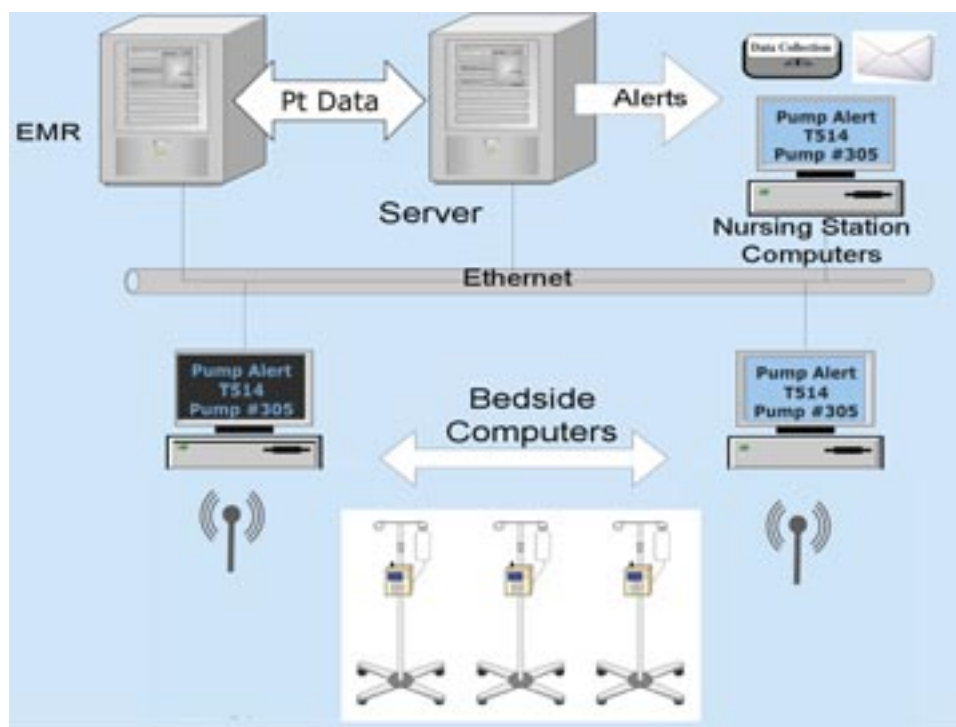 EMR
Pt Data
Server
Alerts
Data Collection
Pump Alert
T514
Pump #305
Nursing Station
Computers
Ethernet
Pump Alert
T514
Pump #305
Bedside
Computers
Pump Alert
T514
Pump #305